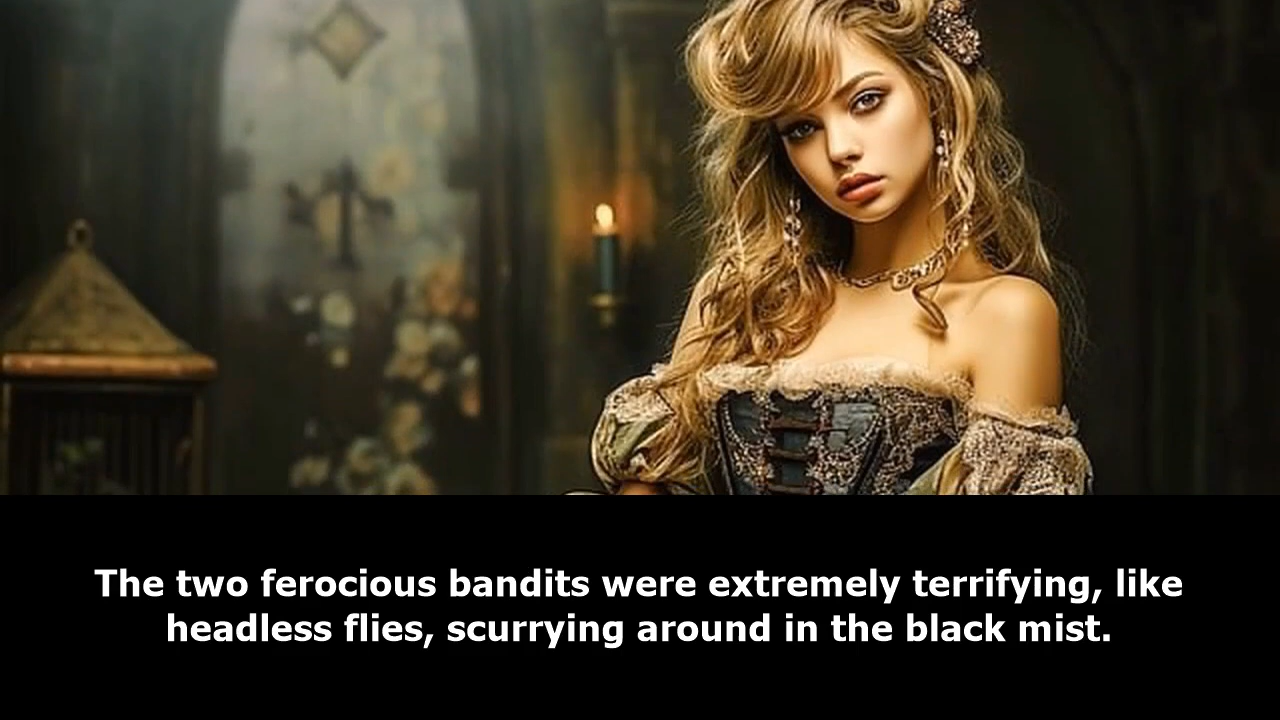 The two ferocious bandits were extremely terrifying, like
headless flies, scurrying around in the black mist.